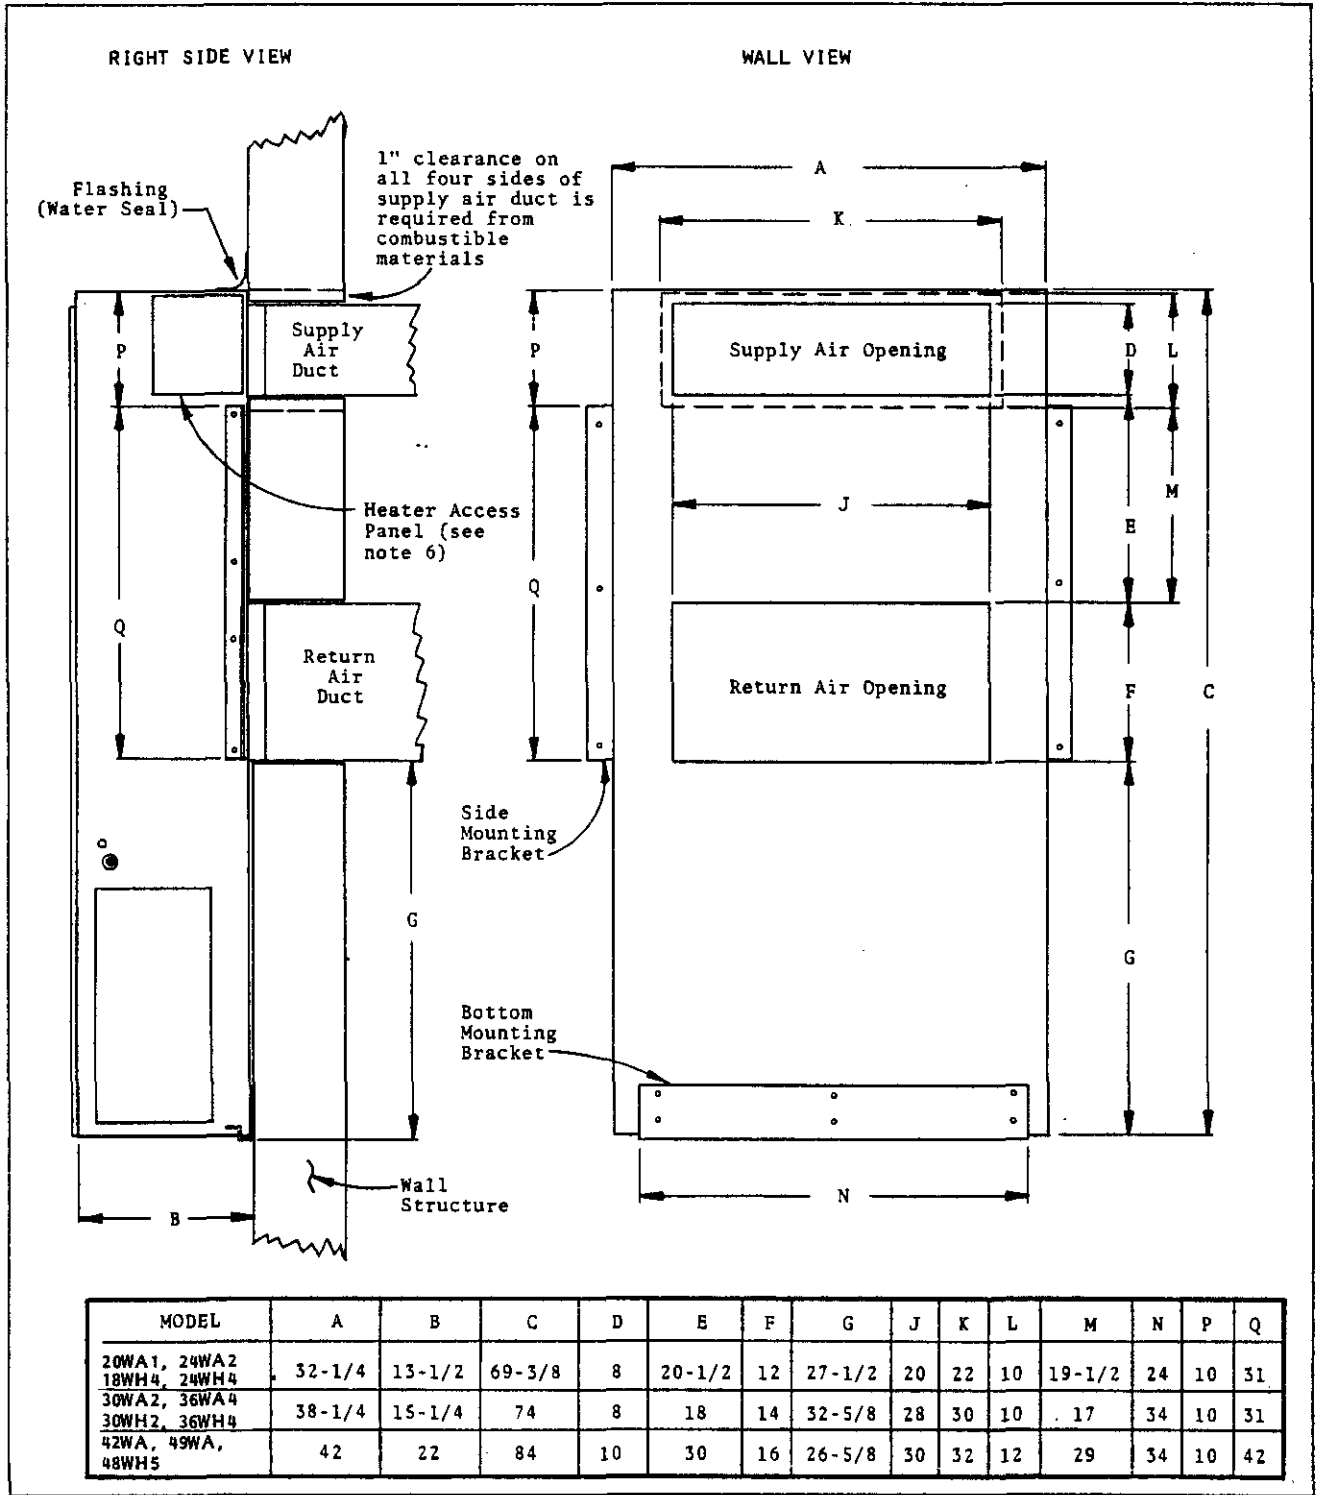 RIGHT SIDE VIEW
WALL VIEW
Flashing
(Water Seal)
1" clearance on
all four sides of
supply air duct is
required from
combustible
materials
A
K
P
Supply
Air
Duct
P
Supply Air Opening
D
L
Heater Access
Panel (see
note 6)
J
M
E
Q
Q
Return
Air
Duct
Return Air Opening
F
C
Side
Mounting
Bracket
G
G
Bottom
Mounting
Bracket
Wall
Structure
B
N
MODEL A B C D E F G J K L M N P Q
20WA1, 24WA2
18WH4, 24WH4 32-1/4 13-1/2 69-3/8 8 20-1/2 12 27-1/2 20 22 10 19-1/2 24 10 31
30WA2, 36WA4
30WH2, 36WH4 38-1/4 15-1/4 74 8 18 14 32-5/8 28 30 10 17 34 10 31
42WA, 49WA,
48WH5 42 22 84 10 30 16 26-5/8 30 32 12 29 34 10 42